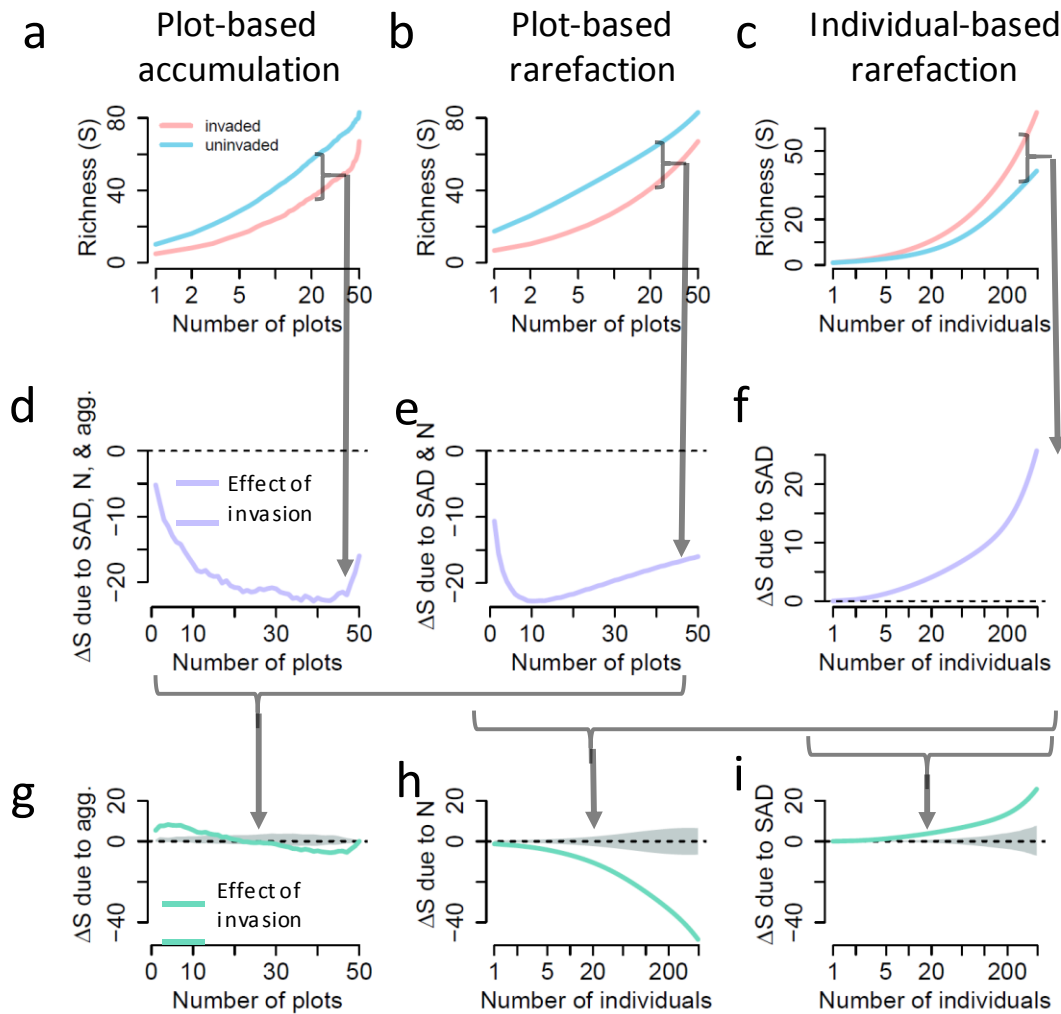 a
Plot-based
accumulation
b
Plot-based
rarefaction
c
Individual-based
rarefaction
Richness (S)
0 40 80
invaded
uninvaded
1 2 5 20 50
Number of plots
Richness (S)
0 40 80
1 2 5 20 50
Number of plots
Richness (S)
0 20 50
1 5 20 200
Number of individuals
d
ΔS due to SAD, N, & agg.
0
−10
−20
Effect of
invasion
0 10 30 50
Number of plots
e
ΔS due to SAD & N
0
−10
−20
0 10 30 50
Number of plots
f
ΔS due to SAD
20
10
0
1 5 20 200
Number of individuals
g
ΔS due to agg.
20
0
−40
Effect of
invasion
0 10 30 50
Number of plots
h
ΔS due to N
20
0
−40
1 5 20 200
Number of individuals
i
ΔS due to SAD
20
0
−40
1 5 20 200
Number of individuals